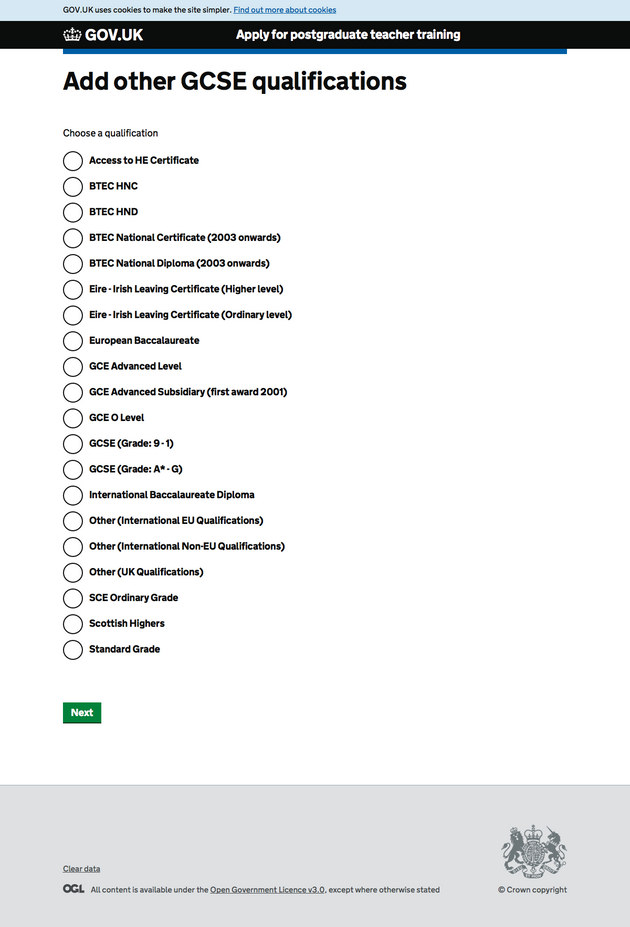 GOV.UK uses cookies to make the site simpler. Find out more about cookies
GOV.UK
Apply for postgraduate teacher training
Add other GCSE qualifications
Choose a qualification
Access to HE Certificate
BTEC HNC
BTEC HND
BTEC National Certificate (2003 onwards)
BTEC National Diploma (2003 onwards)
Eire - Irish Leaving Certificate (Higher level)
Eire - Irish Leaving Certificate (Ordinary level)
European Baccalaureate
GCE Advanced Level
GCE Advanced Subsidiary (first award 2001)
GCE O Level
GCSE (Grade: 9 - 1)
GCSE (Grade: A* - G)
International Baccalaureate Diploma
Other (International EU Qualifications)
Other (International Non-EU Qualifications)
Other (UK Qualifications)
SCE Ordinary Grade
Scottish Highers
Standard Grade
Next
Clear data
OGL All content is available under the Open Government Licence v3.0, except where otherwise stated
© Crown copyright